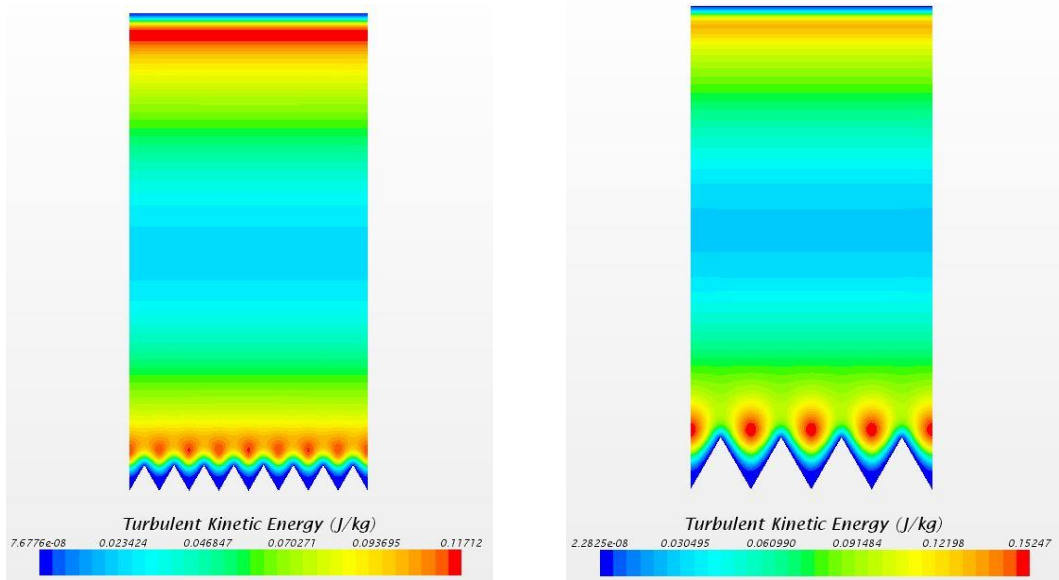 Turbulent Kinetic Energy (J/kg)
7.6776e-08 0.023424 0.046847 0.070271 0.093695 0.11712
Turbulent Kinetic Energy (J/kg)
2.2825e-08 0.030495 0.060990 0.091484 0.12198 0.15247